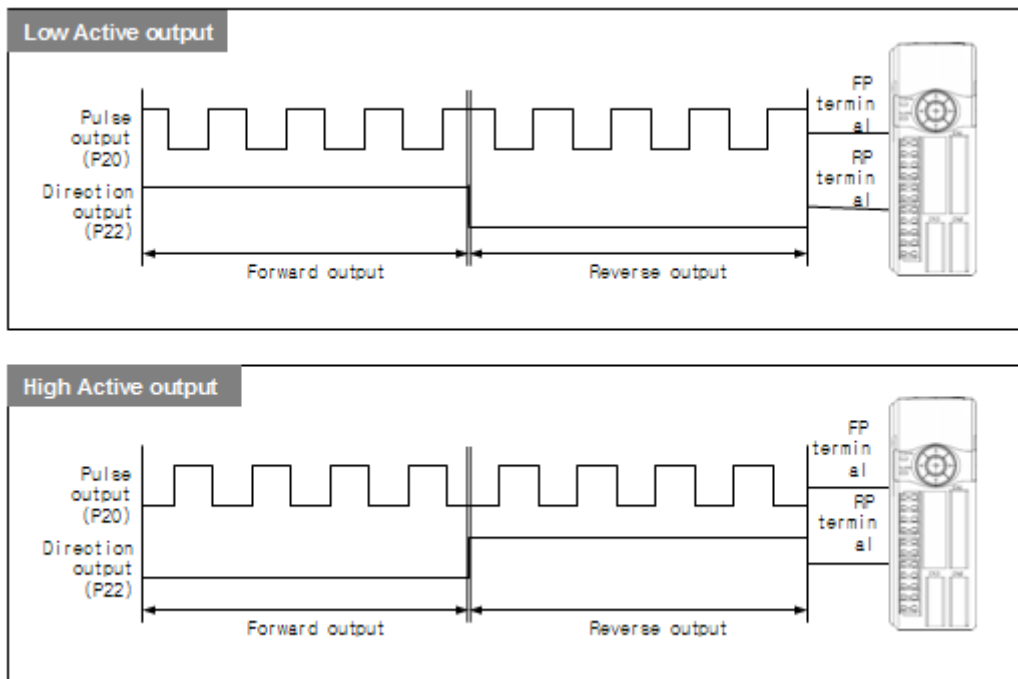 Low Active output
FP
termin
al
Pulse
output
(P20)
RP
termin
al
Direction
output
(P22)
Forward output
Reverse output
High Active output
FP
termin
al
Pulse
output
(P20)
RP
termin
al
Direction
output
(P22)
Forward output
Reverse output